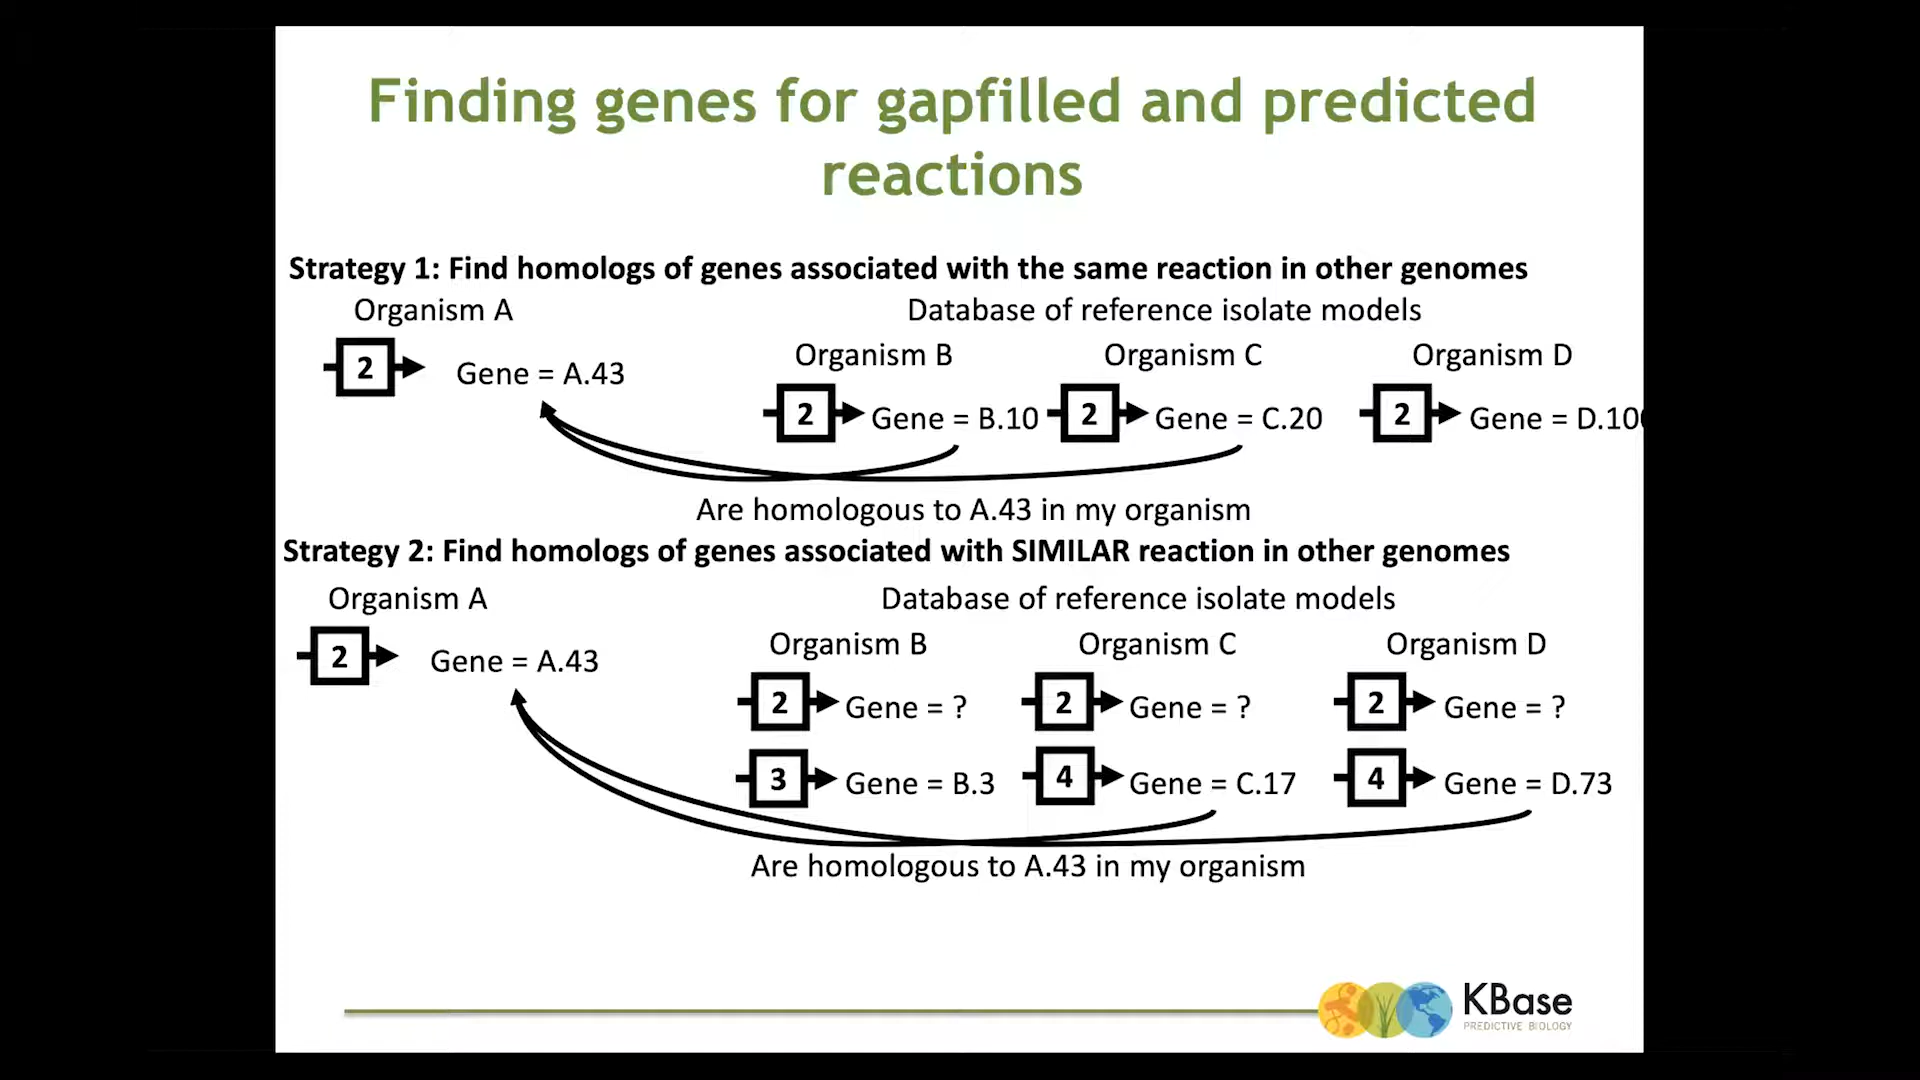 Finding genes for gapfilled and predicted
reactions
Strategy 1: Find homologs of genes associated with the same reaction in other genomes
Organism A
Database of reference isolate models
Organism B
Organism C
Organism D
2
Gene = A.43
2
Gene = B.10
2
Gene = C.20
2
Gene = D.10
Are homologous to A.43 in my organism
Strategy 2: Find homologs of genes associated with SIMILAR reaction in other genomes
Organism A
Database of reference isolate models
Organism B
Organism C
Organism D
2
Gene = A.43
2
Gene = ?
2
Gene = ?
2
Gene = ?
3
Gene = B.3
4
Gene = C.17
4
Gene = D.73
Are homologous to A.43 in my organism
KBase
PREDICTIVE BIOLOGY